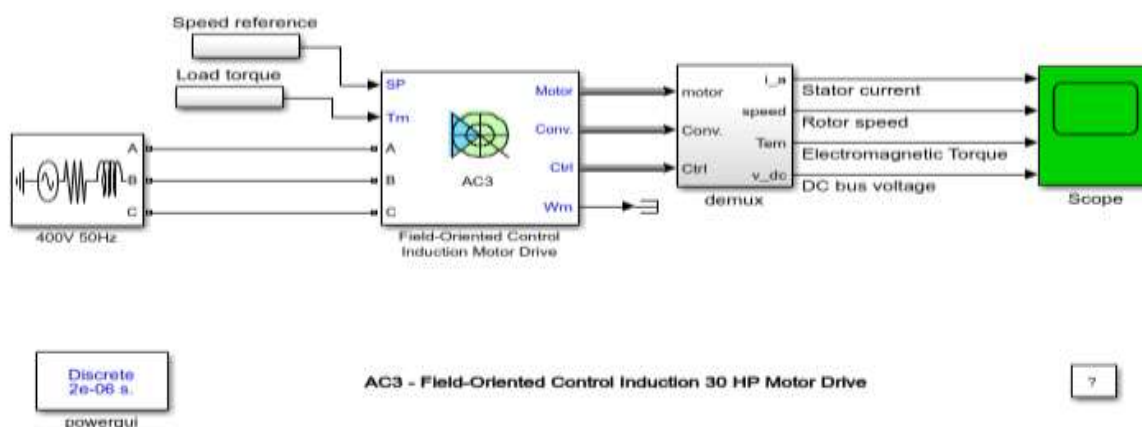 Speed reference
Load torque
SP
Tm
A
B
C
A
B
C
400V 50Hz
Motor
Conv.
Ctrl
Wm
AC3
Field-Oriented Control
Induction Motor Drive
motor
Conv.
Ctrl
i_a
speed
Tem
v_dc
demux
Stator current
Rotor speed
Electromagnetic Torque
DC bus voltage
Scope
Discrete
2e-06 s.
powergui
AC3 - Field-Oriented Control Induction 30 HP Motor Drive
?